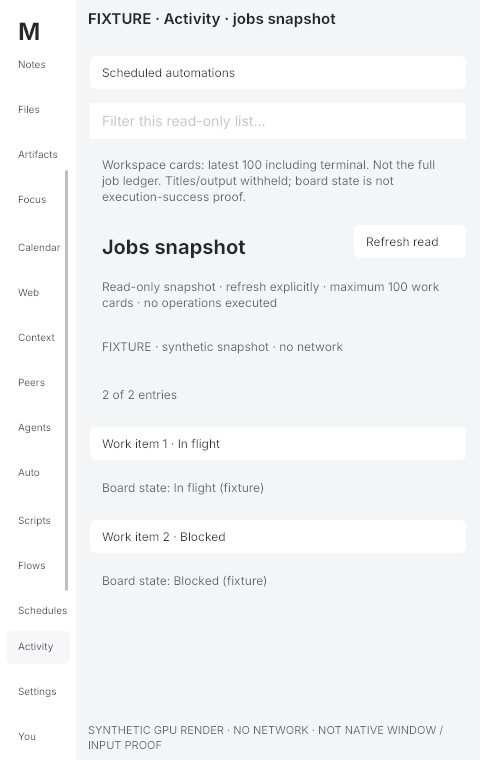 M
Notes
Files
Artifacts
Focus
Calendar
Web
Context
Peers
Agents
Auto
Scripts
Flows
Schedules
Activity
Settings
You
FIXTURE · Activity · jobs snapshot
Scheduled automations
Filter this read-only list...
Workspace cards: latest 100 including terminal. Not the full
job ledger. Titles/output withheld; board state is not
execution-success proof.
Jobs snapshot
Refresh read
Read-only snapshot · refresh explicitly · maximum 100 work
cards · no operations executed
FIXTURE · synthetic snapshot · no network
2 of 2 entries
Work item 1 · In flight
Board state: In flight (fixture)
Work item 2 · Blocked
Board state: Blocked (fixture)
SYNTHETIC GPU RENDER · NO NETWORK · NOT NATIVE WINDOW /
INPUT PROOF